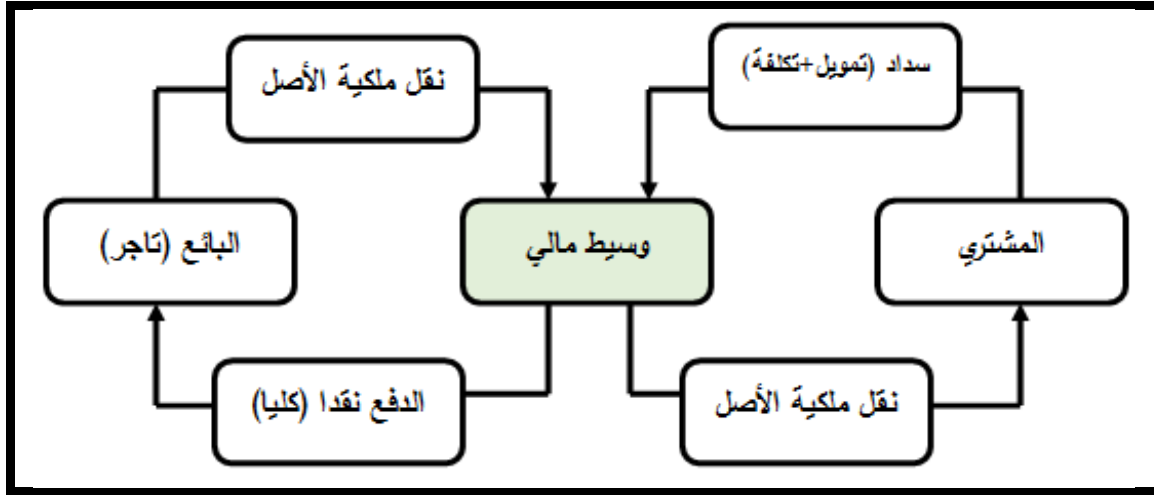 سداد (تمويل+تكلفة)
نقل ملكية الأصل
المشتري
وسيط مالي
البائع (تاجر)
نقل ملكية الأصل
الدفع نقدا (كليا)